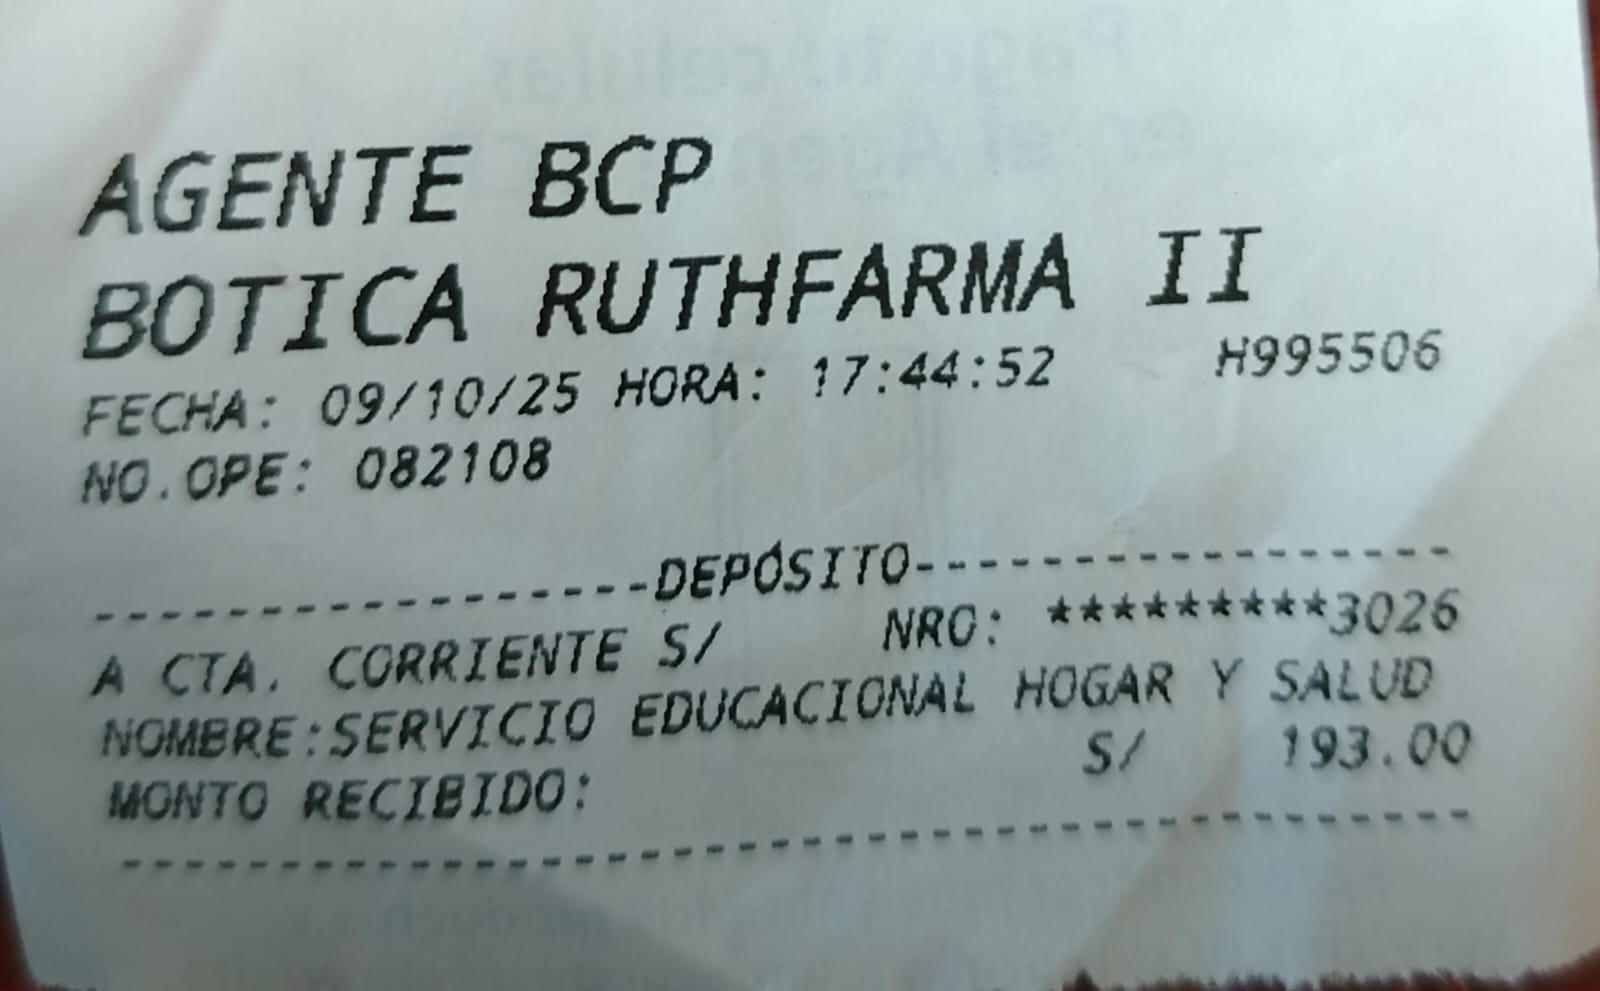 AGENTE BCP
BOTICA RUTHFARMA II
FECHA: 09/10/25 HORA: 17:44:52 H995506
NO.OPE: 082108
-----------------DEPÓSITO-----------------
A CTA. CORRIENTE S/ NRO: *********3026
NOMBRE:SERVICIO EDUCACIONAL HOGAR Y SALUD
MONTO RECIBIDO: S/ 193.00